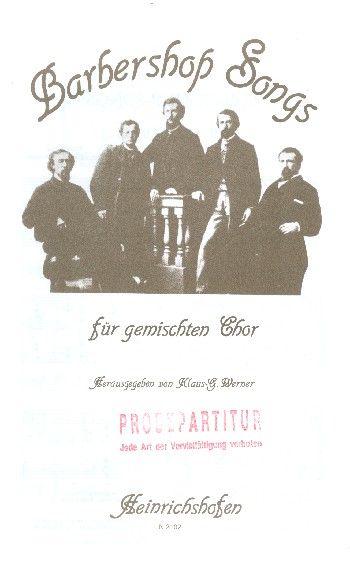 Barbershop Songs
für gemischten Chor
Herausgegeben von Klaus-G. Werner
PROBEPARTITUR
Jede Art der Vervielfältigung verboten
Heinrichshofen